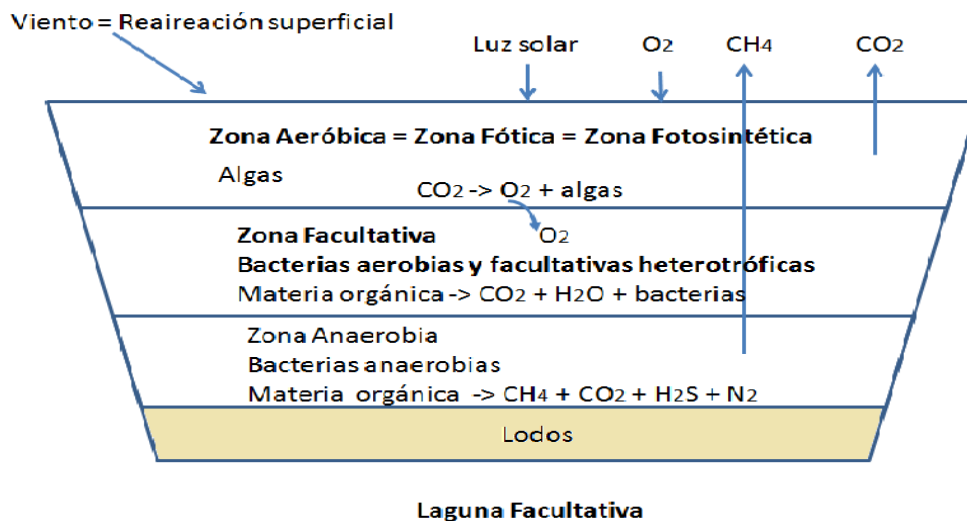 Viento = Reaireación superficial
Luz solar O2 CH4 CO2
Zona Aeróbica = Zona Fótica = Zona Fotosintética
Algas
CO2 -> O2 + algas
Zona Facultativa O2
Bacterias aerobias y facultativas heterotróficas
Materia orgánica -> CO2 + H2O + bacterias
Zona Anaerobia
Bacterias anaerobias
Materia orgánica -> CH4 + CO2 + H2S + N2
Lodos
Laguna Facultativa